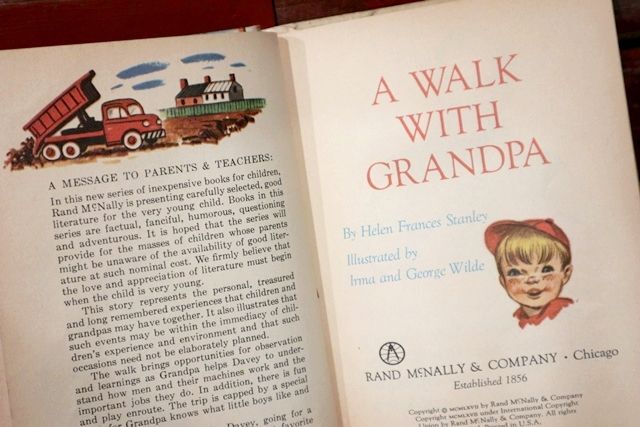 A MESSAGE TO PARENTS & TEACHERS:
In this new series of inexpensive books for children,
Rand McNally is presenting carefully selected, good
literature for the very young child. Books in this
series are factual, fanciful, humorous, questioning
and adventurous. It is hoped that the series will
provide for the masses of children whose parents
might be unaware of the availability of good liter-
ature at such nominal cost. We firmly believe that
the love and appreciation of literature must begin
when the child is very young.
This story represents the personal, treasured
and long remembered experiences that children and
grandpas may have together. It also illustrates that
such events may be within the immediacy of chil-
dren's experience and environment and that such
occasions need not be elaborately planned.
The walk brings opportunities for observation
and learnings as Grandpa helps Davey to under-
stand how men and their machines work and the
important jobs they do. In addition, there is fun
and play enroute. The trip is capped by a special
for Grandpa knows what little boys like and
Davey, going for a
favorite
A WALK
WITH
GRANDPA
By Helen Frances Stanley
Illustrated by
Irma and George Wilde
RAND McNALLY & COMPANY · Chicago
Established 1856
Copyright © MCMLXVII by Rand McNally & Company
Copyright MCMLXVII under International Copyright
Union by Rand McNally & Company. All rights
in U.S.A.